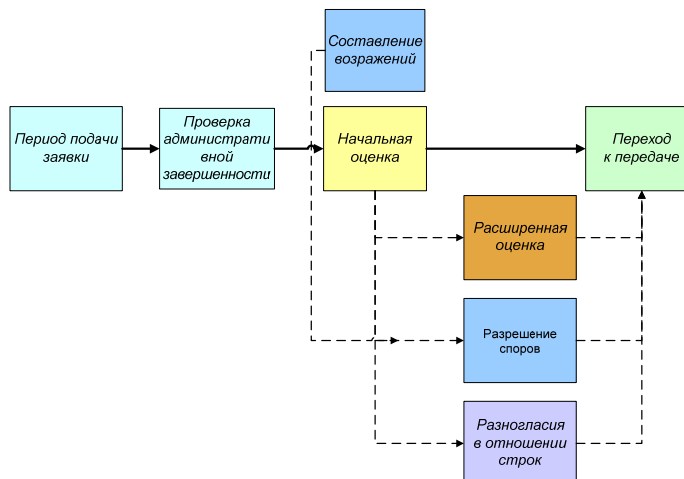 Составление
возражений
Период подачи
заявки
Проверка
администрати
вной
завершенности
Начальная
оценка
Переход
к передаче
Расширенная
оценка
Разрешение
споров
Разногласия
в отношении
строк